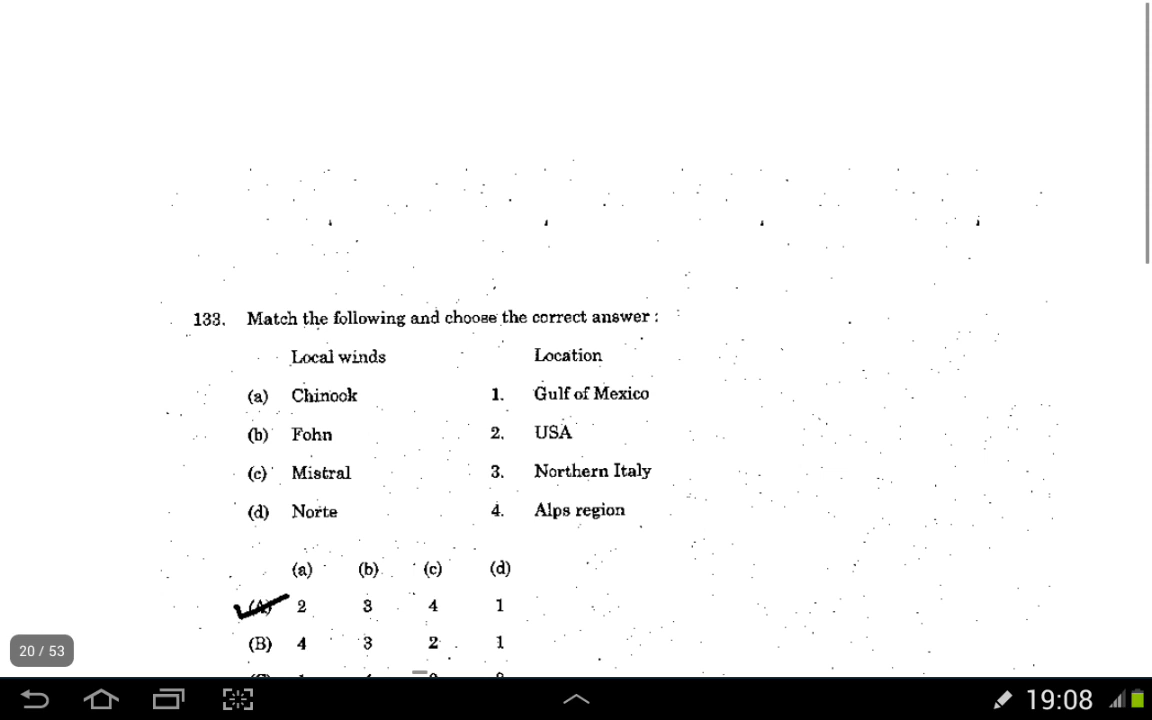 133. Match the following and choose the correct answer :
Local winds Location
(a) Chinook 1. Gulf of Mexico
(b) Fohn 2. USA
(c) Mistral 3. Northern Italy
(d) Norte 4. Alps region
(a) (b) (c) (d)
(A) 2 3 4 1
(B) 4 3 2 1
20 / 53
19:08